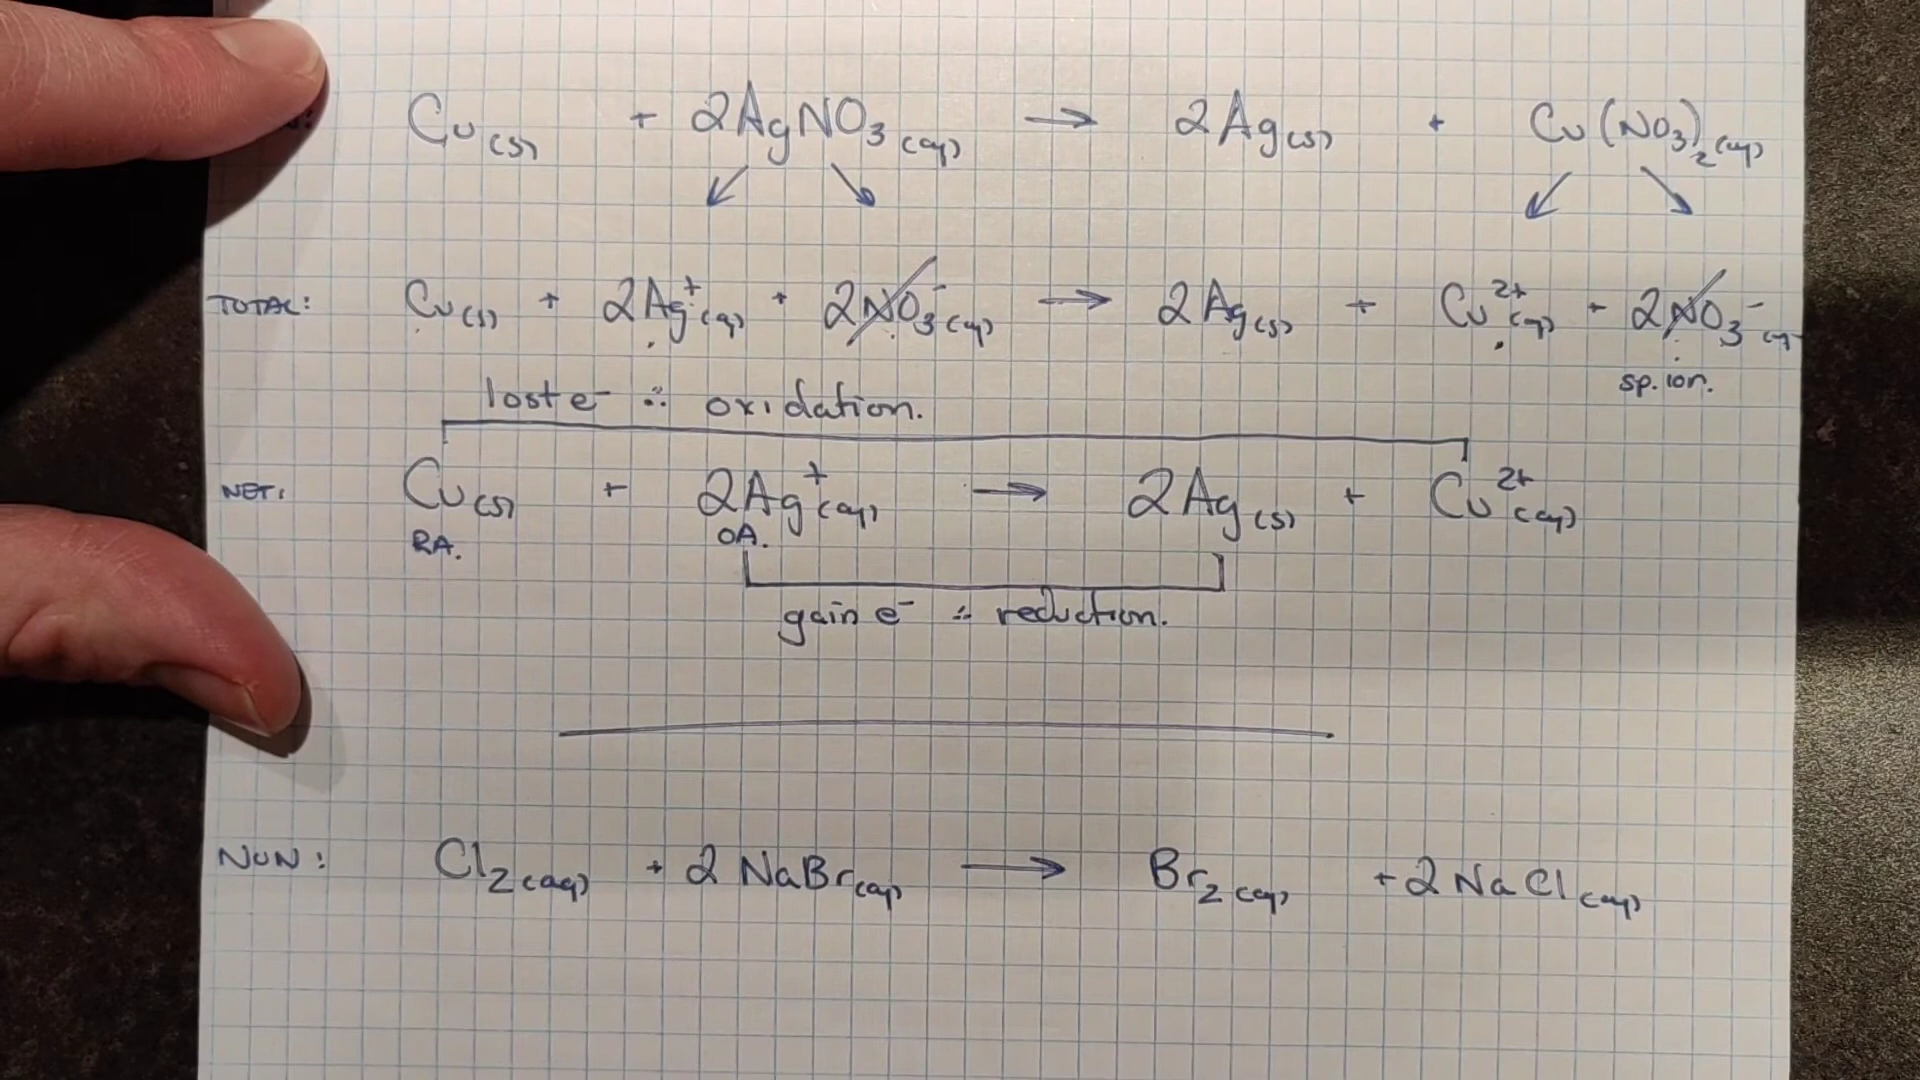 Cu(s) + 2AgNO₃(aq) → 2Ag(s) + Cu(NO₃)₂(aq)
TOTAL: Cu(s) + 2Ag⁺(aq) + 2NO₃⁻(aq) → 2Ag(s) + Cu²⁺(aq) + 2NO₃⁻(aq
sp. ion.
lost e⁻ ∴ oxidation.
NET: Cu(s) + 2Ag⁺(aq) → 2Ag(s) + Cu²⁺(aq)
RA. OA.
gain e⁻ ∴ reduction.
NON: Cl₂(aq) + 2NaBr(aq) → Br₂(aq) + 2NaCl(aq)